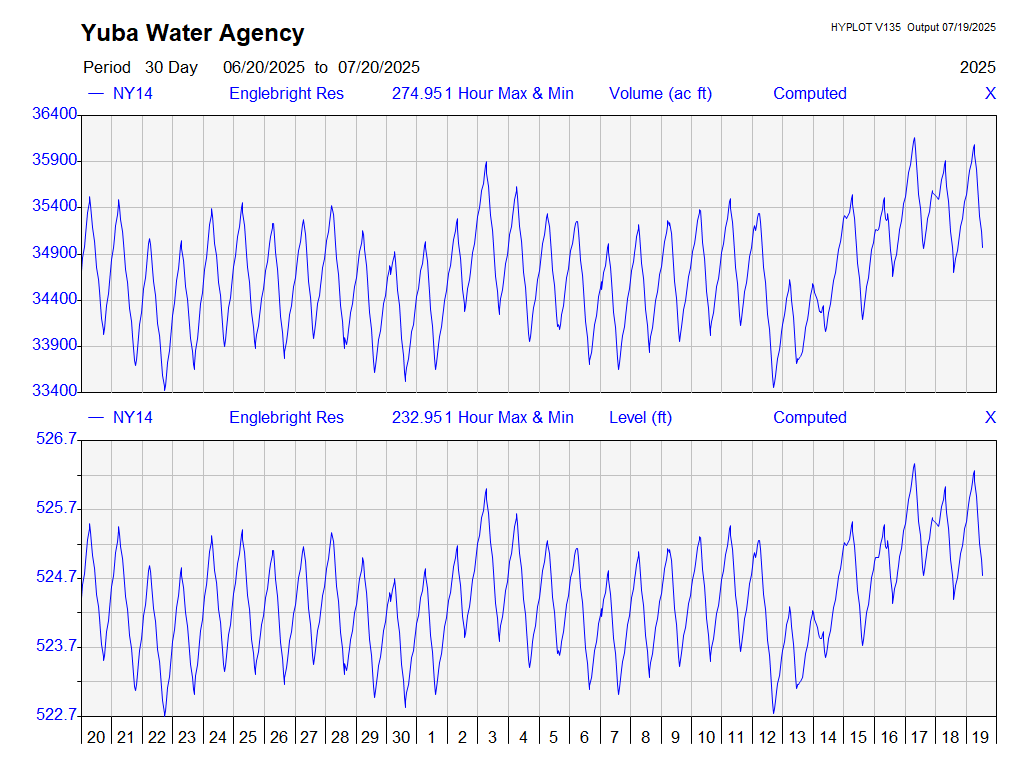 Yuba Water Agency
HYPLOT V135 Output 07/19/2025
Period 30 Day 06/20/2025 to 07/20/2025 2025
NY14 Englebright Res 274.951 Hour Max & Min Volume (ac ft) Computed X
36400
35900
35400
34900
34400
33900
33400
NY14 Englebright Res 232.951 Hour Max & Min Level (ft) Computed X
526.7
525.7
524.7
523.7
522.7
20 21 22 23 24 25 26 27 28 29 30 1 2 3 4 5 6 7 8 9 10 11 12 13 14 15 16 17 18 19